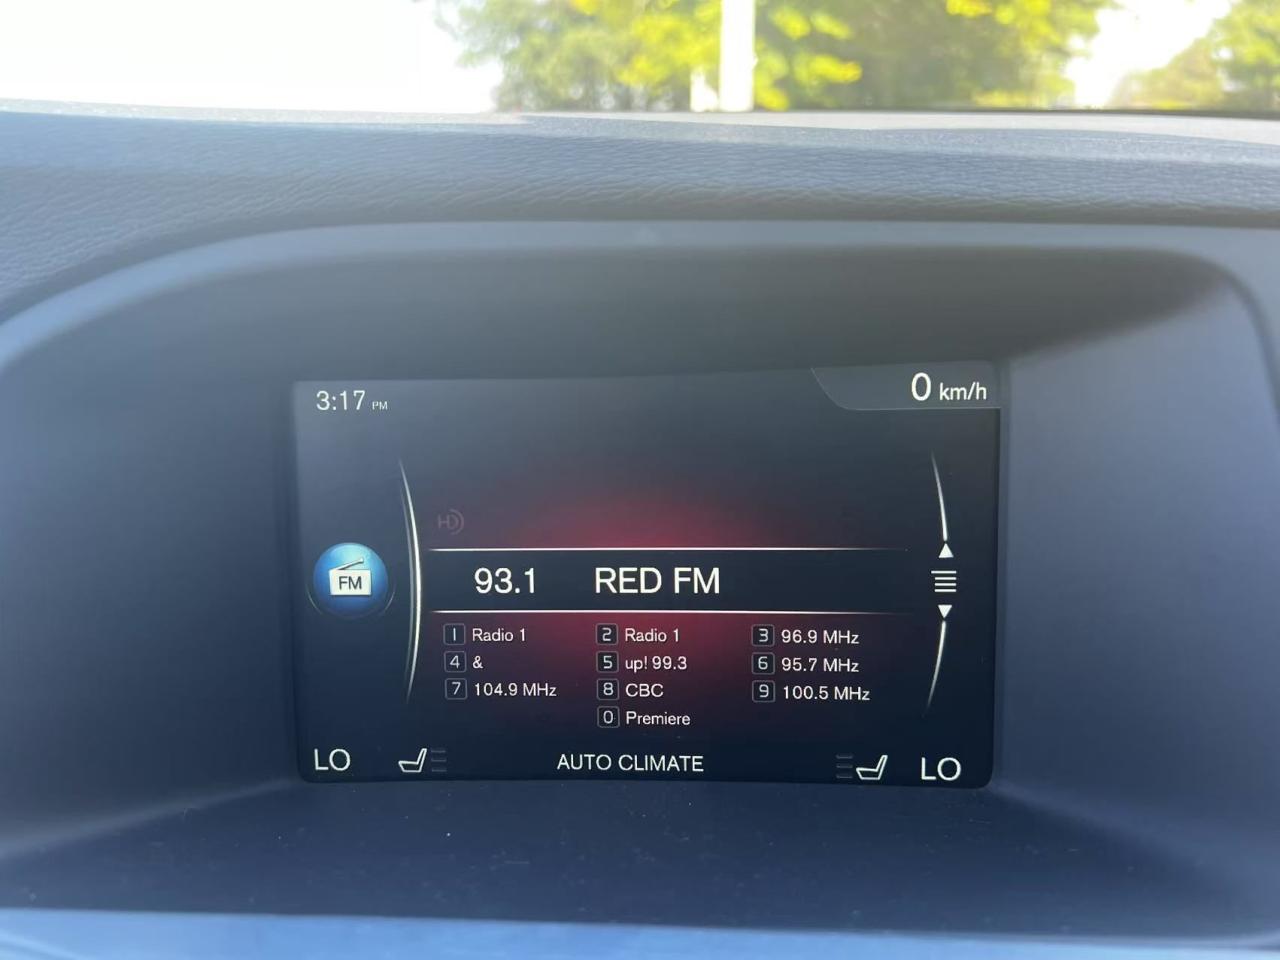 3:17 PM
0 km/h
HD
FM
93.1 RED FM
1 Radio 1 2 Radio 1 3 96.9 MHz
4 & 5 up! 99.3 6 95.7 MHz
7 104.9 MHz 8 CBC 9 100.5 MHz
0 Premiere
LO AUTO CLIMATE LO